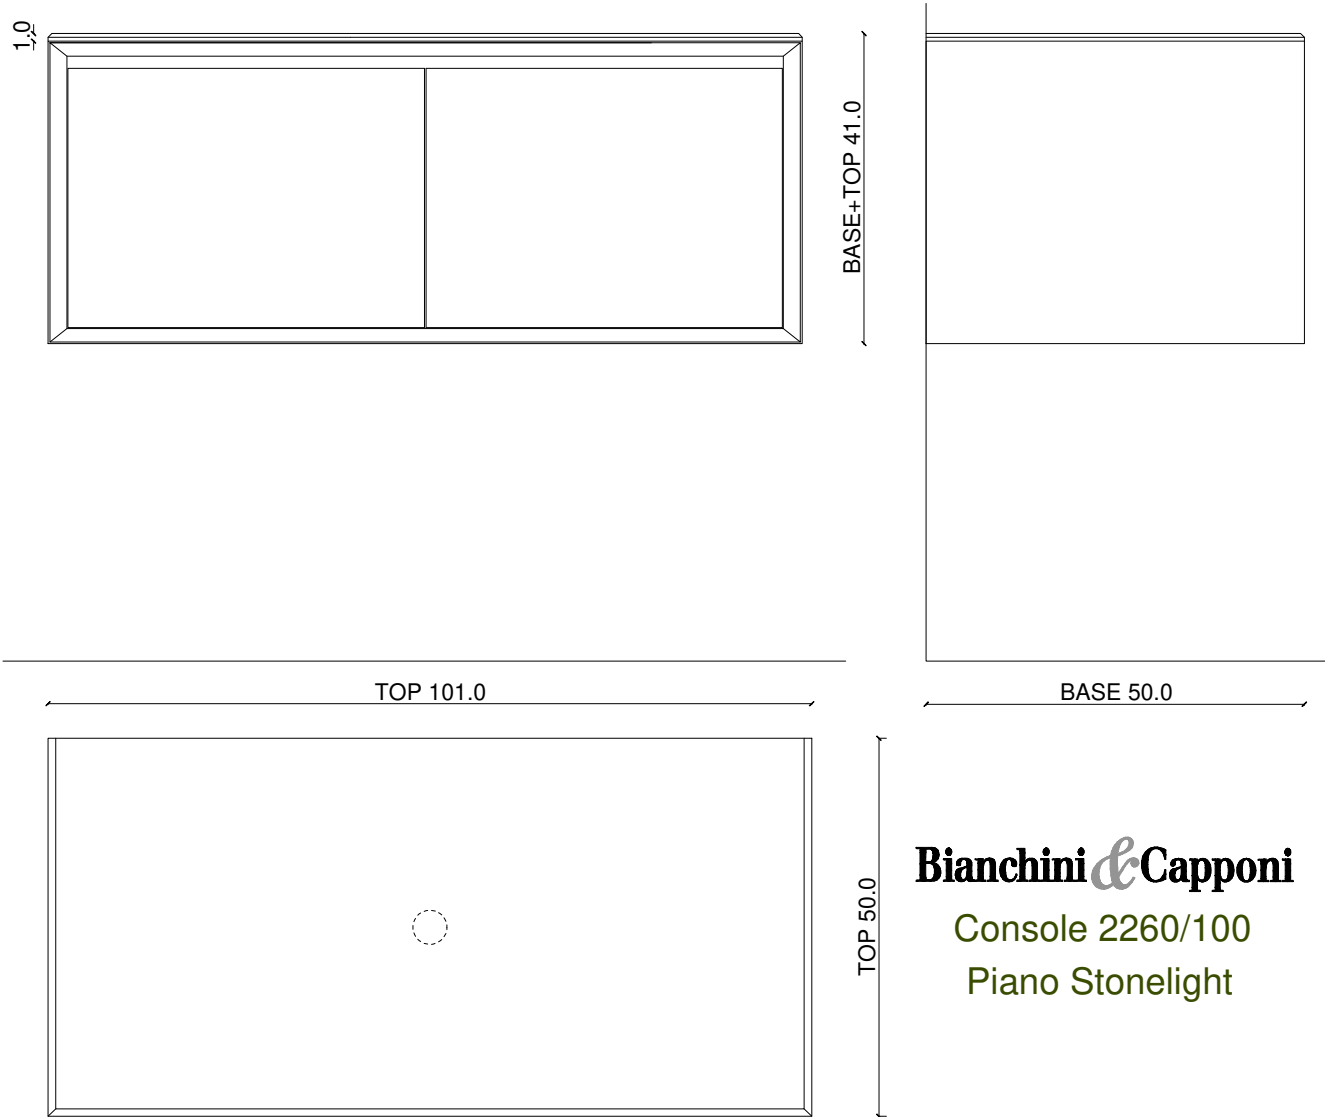 1.0
BASE+TOP 41.0
TOP 101.0
BASE 50.0
TOP 50.0
Bianchini&Capponi
Console 2260/100
Piano Stonelight